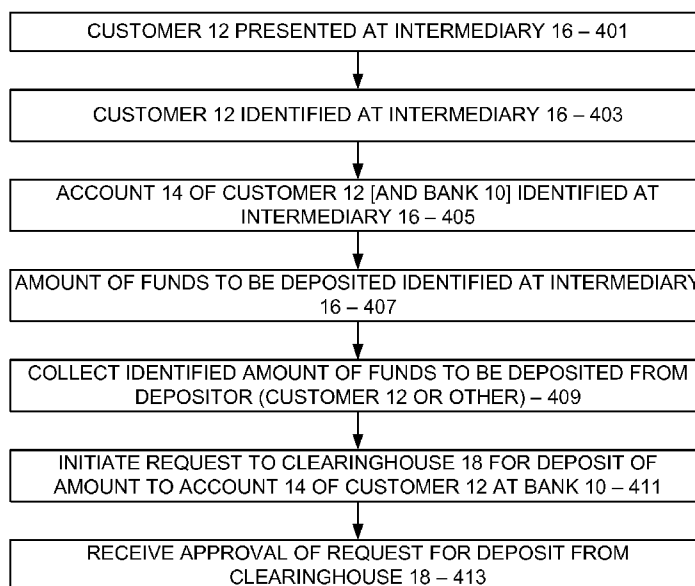 CUSTOMER 12 PRESENTED AT INTERMEDIARY 16 – 401
CUSTOMER 12 IDENTIFIED AT INTERMEDIARY 16 – 403
ACCOUNT 14 OF CUSTOMER 12 [AND BANK 10] IDENTIFIED AT
INTERMEDIARY 16 – 405
AMOUNT OF FUNDS TO BE DEPOSITED IDENTIFIED AT INTERMEDIARY
16 – 407
COLLECT IDENTIFIED AMOUNT OF FUNDS TO BE DEPOSITED FROM
DEPOSITOR (CUSTOMER 12 OR OTHER) – 409
INITIATE REQUEST TO CLEARINGHOUSE 18 FOR DEPOSIT OF
AMOUNT TO ACCOUNT 14 OF CUSTOMER 12 AT BANK 10 – 411
RECEIVE APPROVAL OF REQUEST FOR DEPOSIT FROM
CLEARINGHOUSE 18 – 413